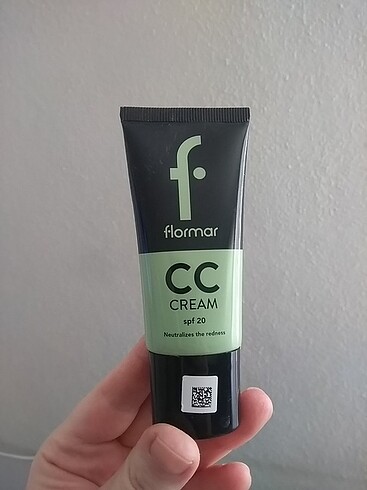 f.
flormar
CC
CREAM
spf 20
Neutralizes the redness